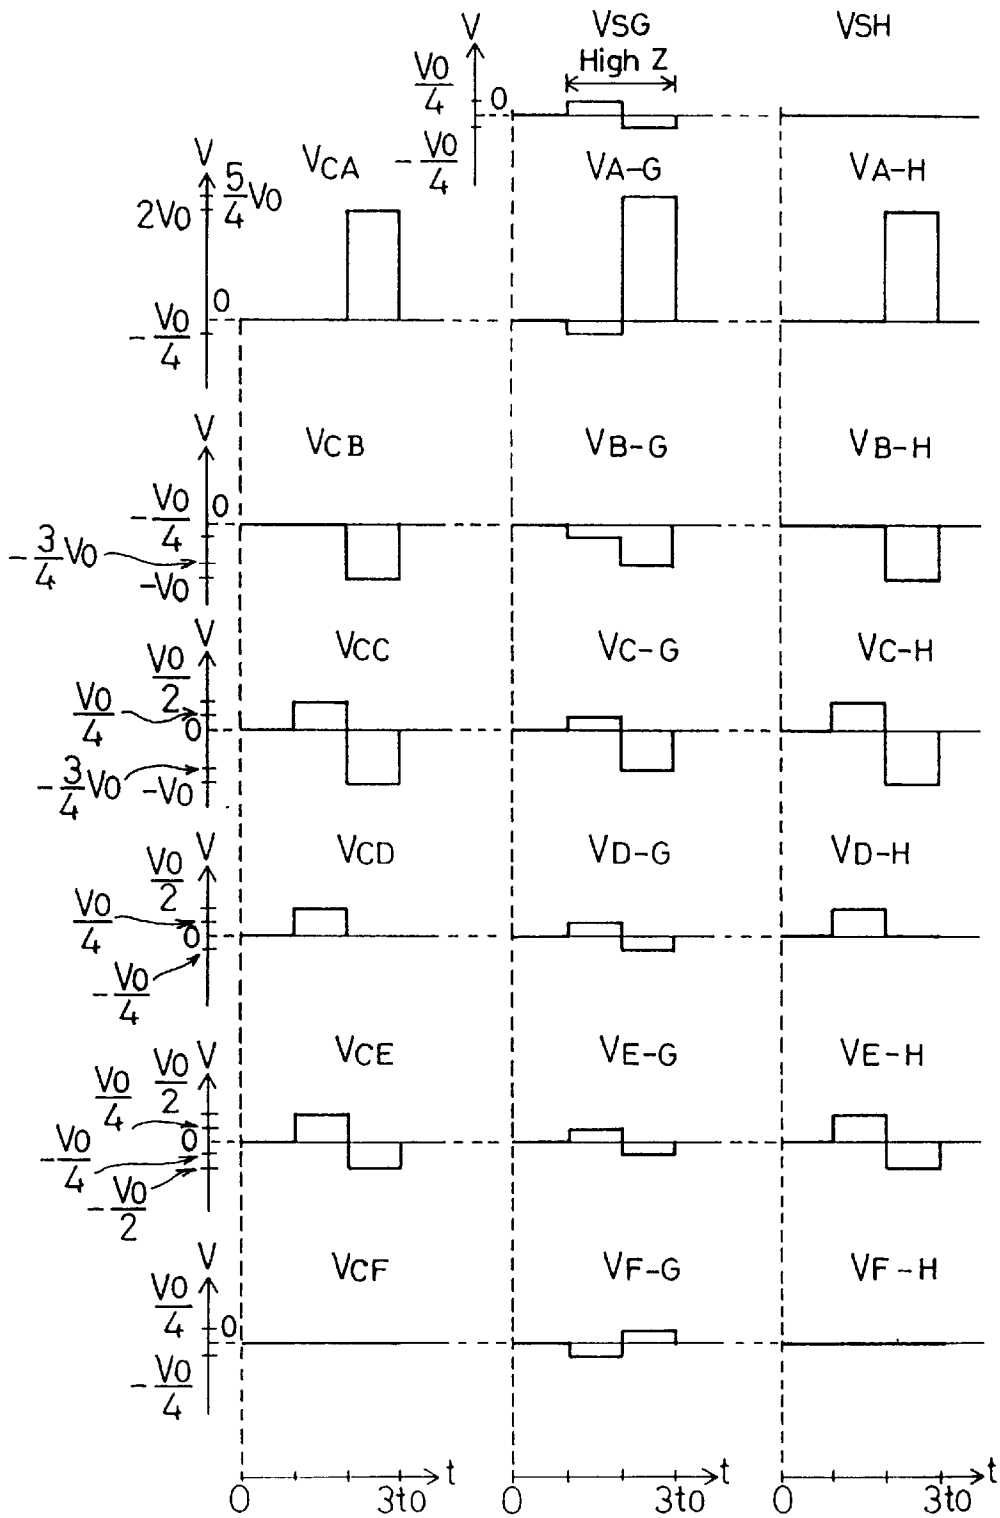 V VSG VSH
High Z
V0/4 0
-V0/4
V VCA VA-G VA-H
5/4 V0
2V0
0
-V0/4
V VCB VB-G VB-H
0
-V0/4
-3/4 V0
-V0
V VCC VC-G VC-H
V0/2
V0/4
0
-3/4 V0 -V0
V VCD VD-G VD-H
V0/2
V0/4
0
-V0/4
V VCE VE-G VE-H
V0/4 V0/2
0
-V0/4
-V0/2
V VCF VF-G VF-H
V0/4 0
-V0/4
t t t
0 3t0 0 3t0 0 3t0